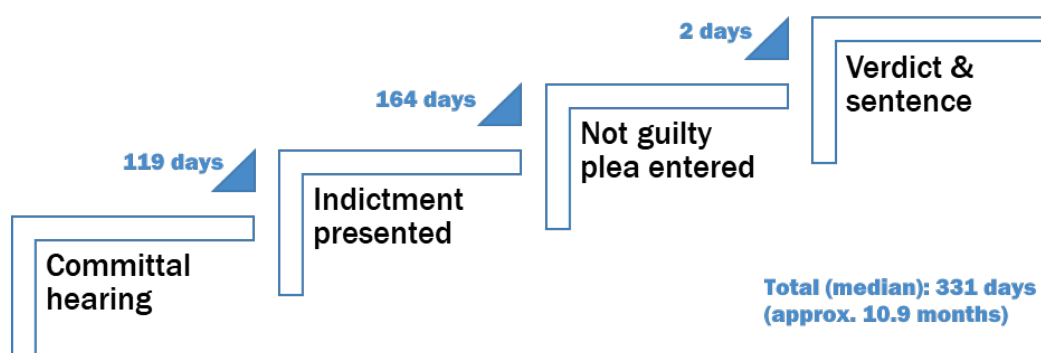 Committal
hearing
119 days
Indictment
presented
164 days
Not guilty
plea entered
2 days
Verdict &
sentence
Total (median): 331 days
(approx. 10.9 months)